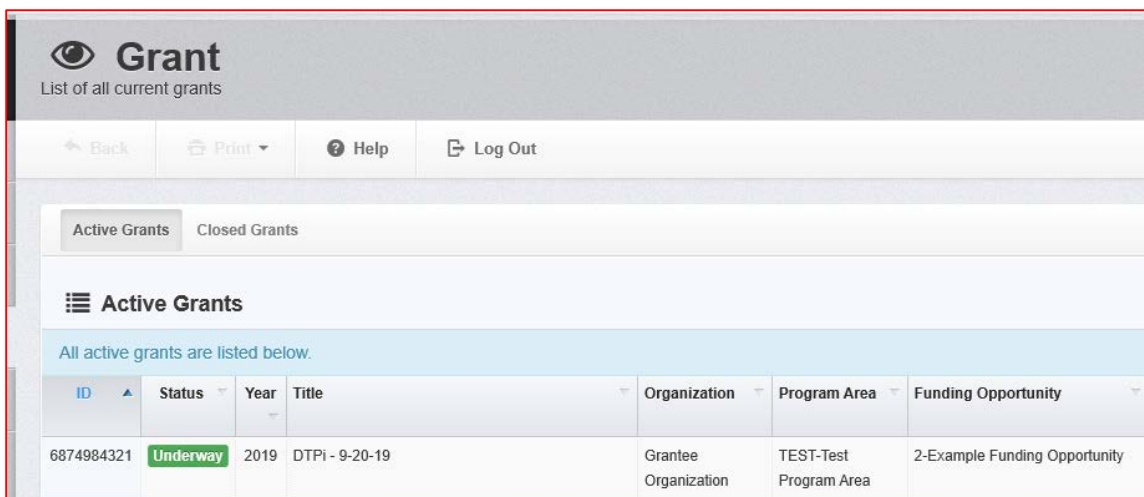 Grant
List of all current grants
Back Print Help Log Out
Active Grants Closed Grants
Active Grants
All active grants are listed below.
ID Status Year Title Organization Program Area Funding Opportunity
6874984321 Underway 2019 DTPi - 9-20-19 Grantee TEST-Test 2-Example Funding Opportunity
Organization Program Area